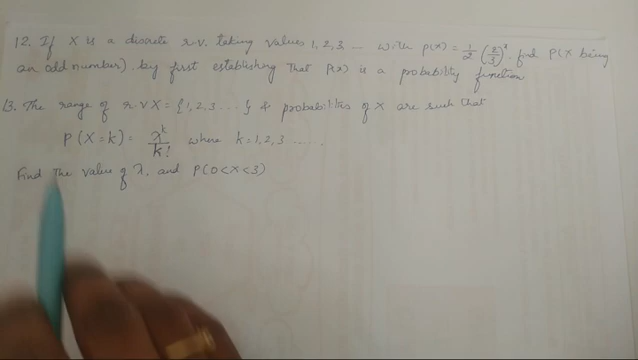 12. If X is a discrete r.v. taking values 1, 2, 3 ... with P(x) = 1/2 (2/3)^x. find P(X being
an odd number). by first establishing that P(x) is a probability function
13. The range of r.v X = {1, 2, 3 ....} & probabilities of X are such that
P(X=k) = λ^k/k! where k = 1, 2, 3 .....
Find the value of λ, and P(0<X<3)